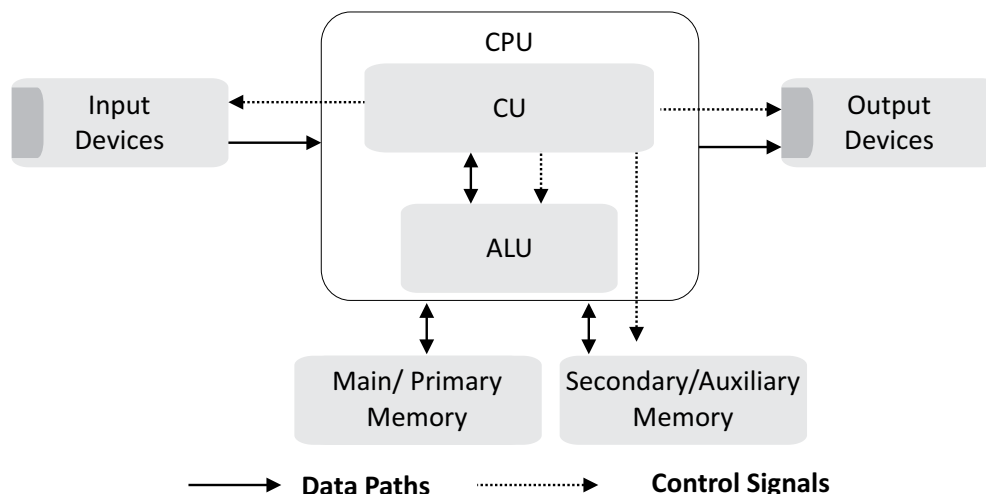 CPU
Input
Devices
CU
Output
Devices
ALU
Main/ Primary
Memory
Secondary/Auxiliary
Memory
Data Paths
Control Signals